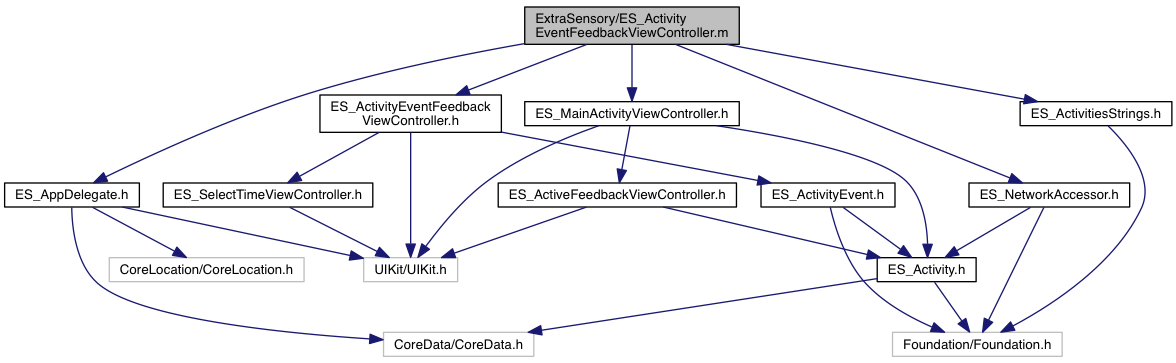 ExtraSensory/ES_Activity
EventFeedbackViewController.m
ES_ActivityEventFeedback
ViewController.h
ES_MainActivityViewController.h
ES_ActivitiesStrings.h
ES_AppDelegate.h
ES_SelectTimeViewController.h
ES_ActiveFeedbackViewController.h
ES_ActivityEvent.h
ES_NetworkAccessor.h
CoreLocation/CoreLocation.h
UIKit/UIKit.h
ES_Activity.h
CoreData/CoreData.h
Foundation/Foundation.h